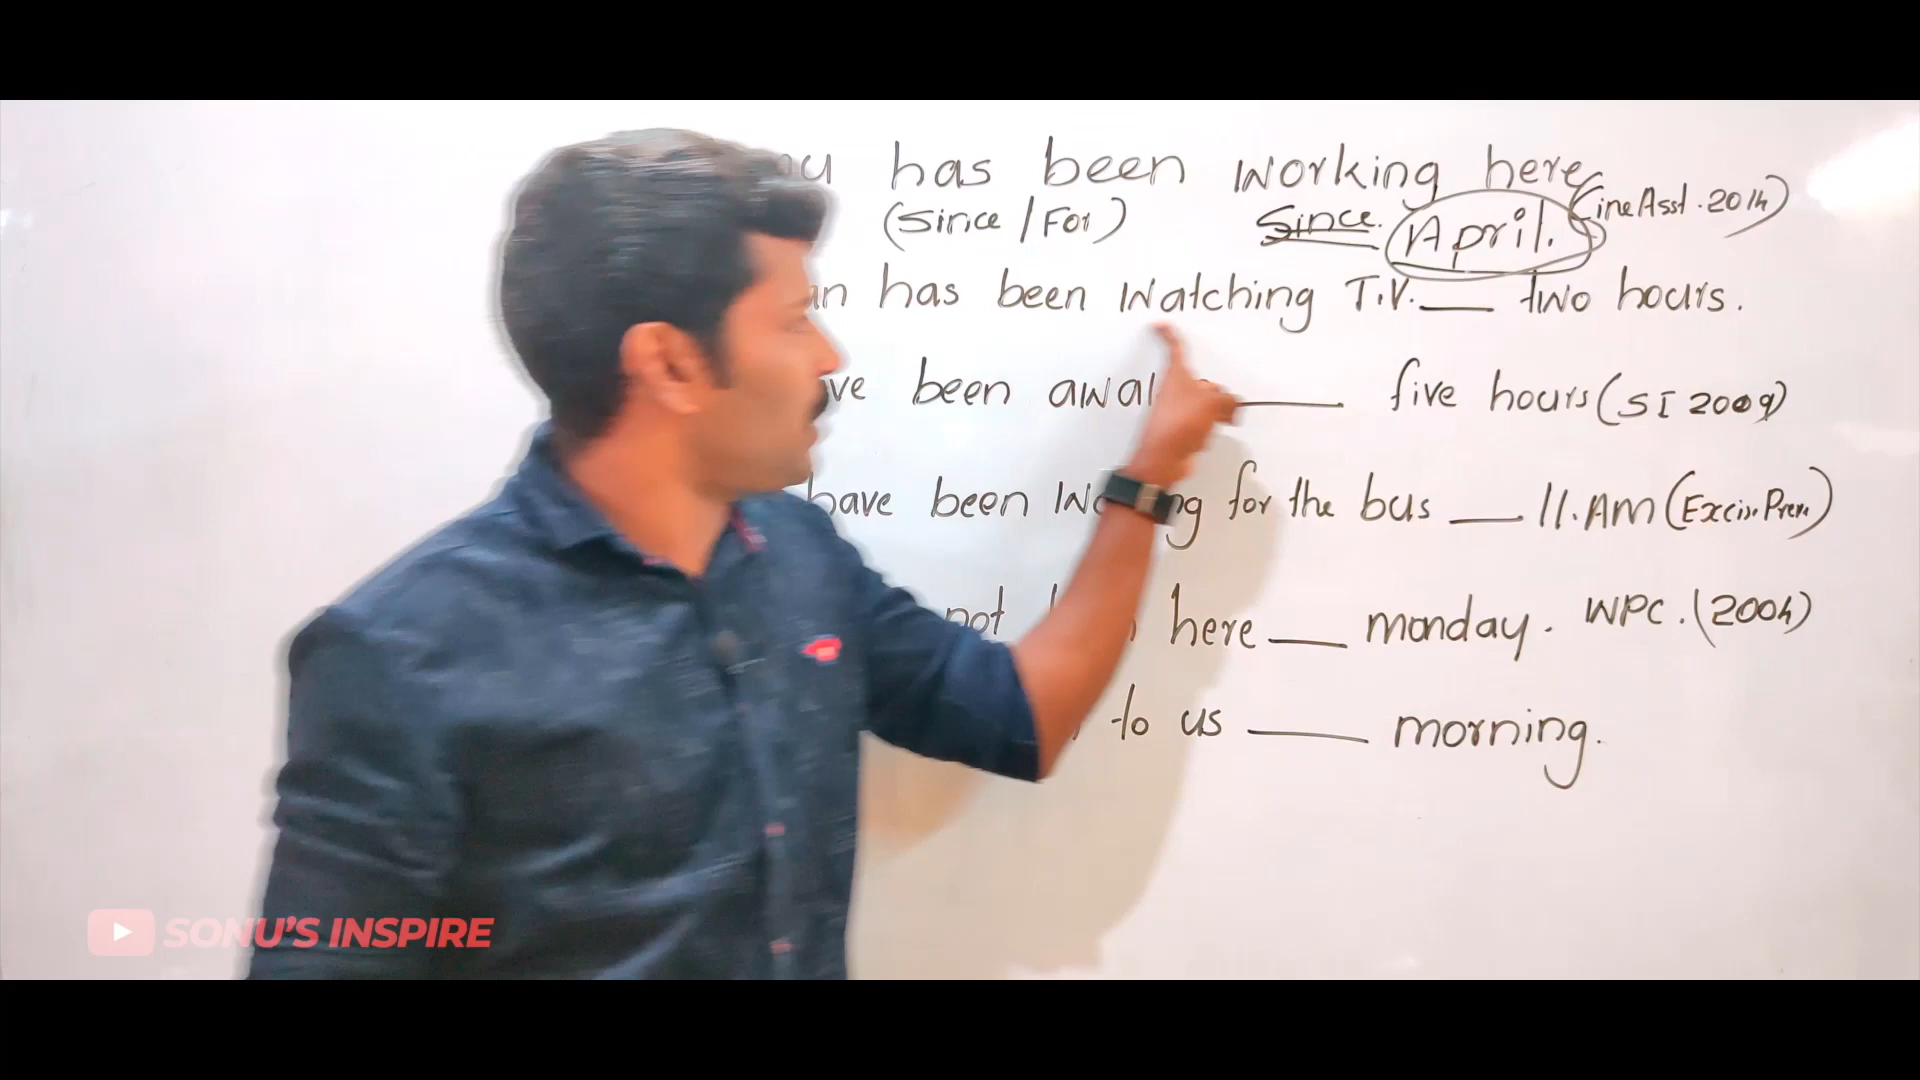 has been working here
(Since / For) Since. April. (ine Asst. 2014)
has been watching T.V. ___ two hours.
been ___ five hours (SI 2009)
have been for the bus ___ 11.AM (Excise Prem)
not here ___ monday. WPC. (2004)
to us ___ morning.
SONU'S INSPIRE